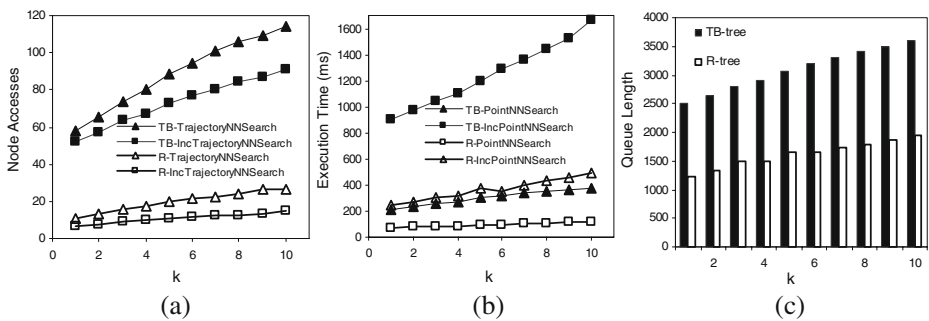 120
100
80
60
40
20
0
Node Accesses
TB-TrajectoryNNSearch
TB-IncTrajectoryNNSearch
R-TrajectoryNNSearch
R-IncTrajectoryNNSearch
0 2 4 6 8 10
k
(a)
1800
1600
1400
1200
1000
800
600
400
200
0
Execution Time (ms)
TB-PointNNSearch
TB-IncPointNNSearch
R-PointNNSearch
R-IncPointNNSearch
0 2 4 6 8 10
k
(b)
4000
3500
3000
2500
2000
1500
1000
500
0
Queue Length
TB-tree
R-tree
2 4 6 8 10
k
(c)